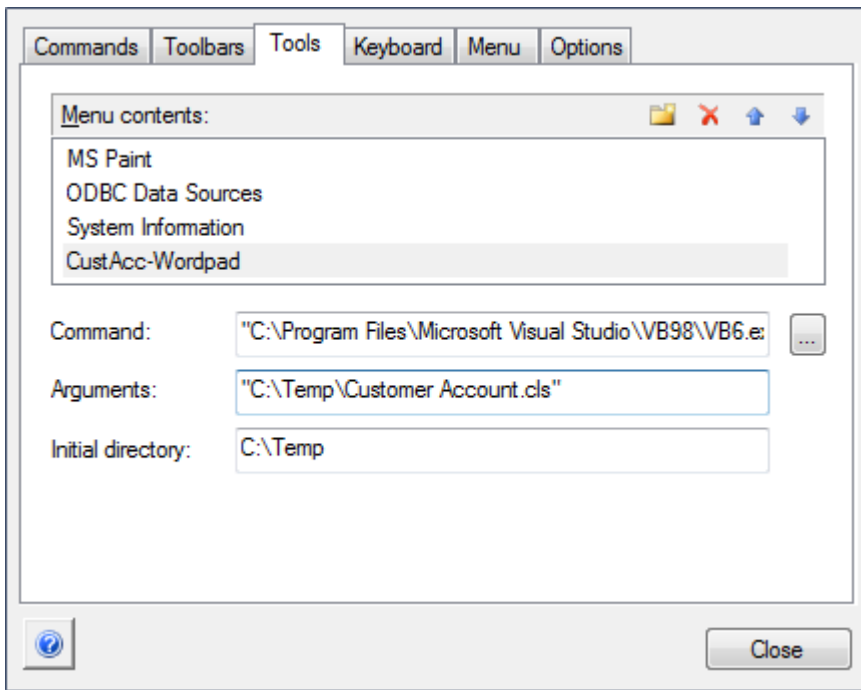 Commands Toolbars Tools Keyboard Menu Options
Menu contents:
MS Paint
ODBC Data Sources
System Information
CustAcc-Wordpad
Command: "C:\Program Files\Microsoft Visual Studio\VB98\VB6.ex ...
Arguments: "C:\Temp\Customer Account.cls"
Initial directory: C:\Temp
Close